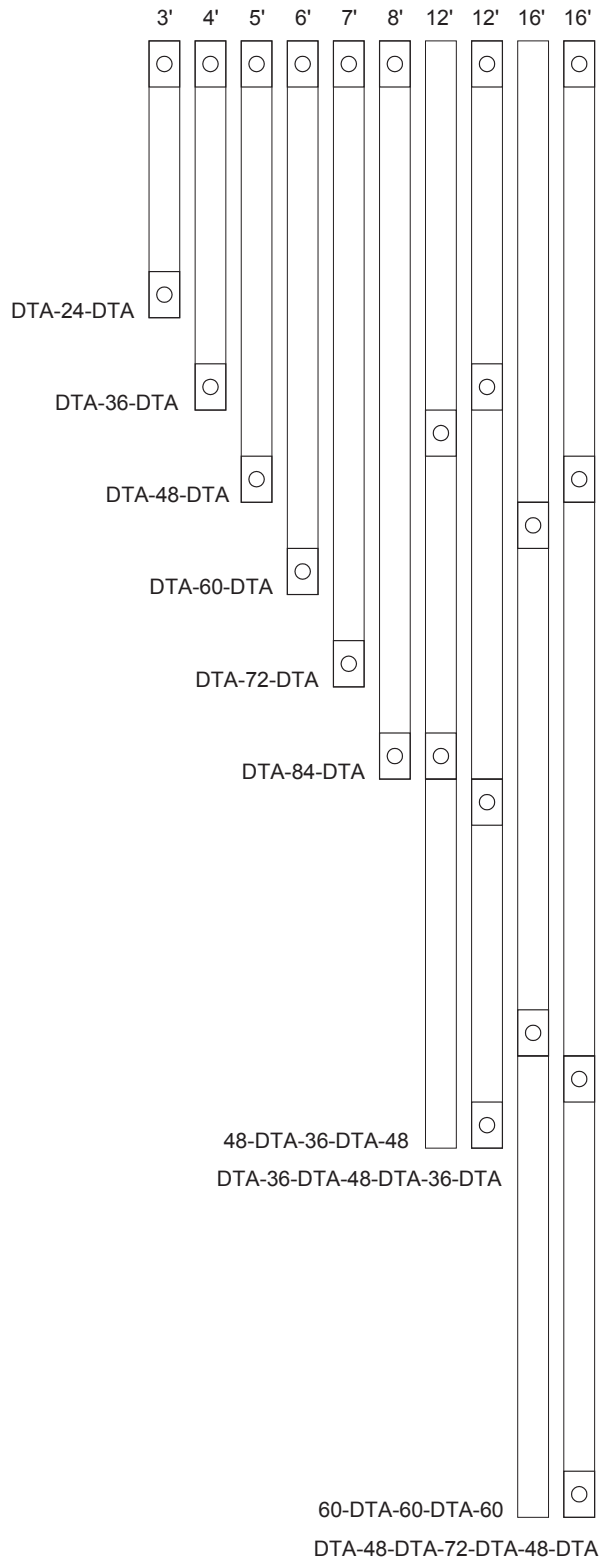 3' 4' 5' 6' 7' 8' 12' 12' 16' 16'
DTA-24-DTA
DTA-36-DTA
DTA-48-DTA
DTA-60-DTA
DTA-72-DTA
DTA-84-DTA
48-DTA-36-DTA-48
DTA-36-DTA-48-DTA-36-DTA
60-DTA-60-DTA-60
DTA-48-DTA-72-DTA-48-DTA